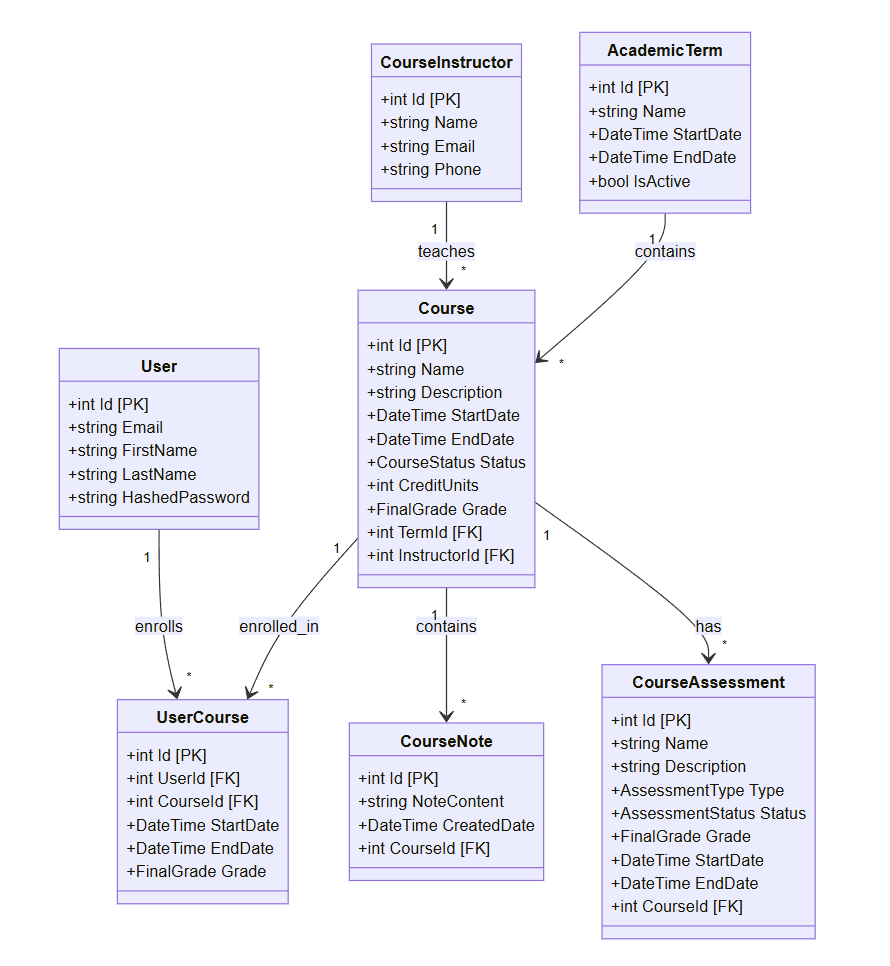 CourseInstructor
+int Id [PK]
+string Name
+string Email
+string Phone
AcademicTerm
+int Id [PK]
+string Name
+DateTime StartDate
+DateTime EndDate
+bool IsActive
1
teaches
*
1
contains
*
Course
+int Id [PK]
+string Name
+string Description
+DateTime StartDate
+DateTime EndDate
+CourseStatus Status
+int CreditUnits
+FinalGrade Grade
+int TermId [FK]
+int InstructorId [FK]
User
+int Id [PK]
+string Email
+string FirstName
+string LastName
+string HashedPassword
1
enrolls
*
1
enrolled_in
*
1
contains
*
1
has
*
UserCourse
+int Id [PK]
+int UserId [FK]
+int CourseId [FK]
+DateTime StartDate
+DateTime EndDate
+FinalGrade Grade
CourseNote
+int Id [PK]
+string NoteContent
+DateTime CreatedDate
+int CourseId [FK]
CourseAssessment
+int Id [PK]
+string Name
+string Description
+AssessmentType Type
+AssessmentStatus Status
+FinalGrade Grade
+DateTime StartDate
+DateTime EndDate
+int CourseId [FK]